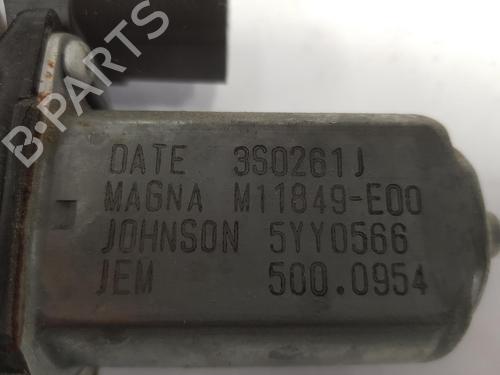 B-PARTS
DATE 3S0261J
MAGNA M11849-E00
JOHNSON 5YY0566
JEM 500.0954